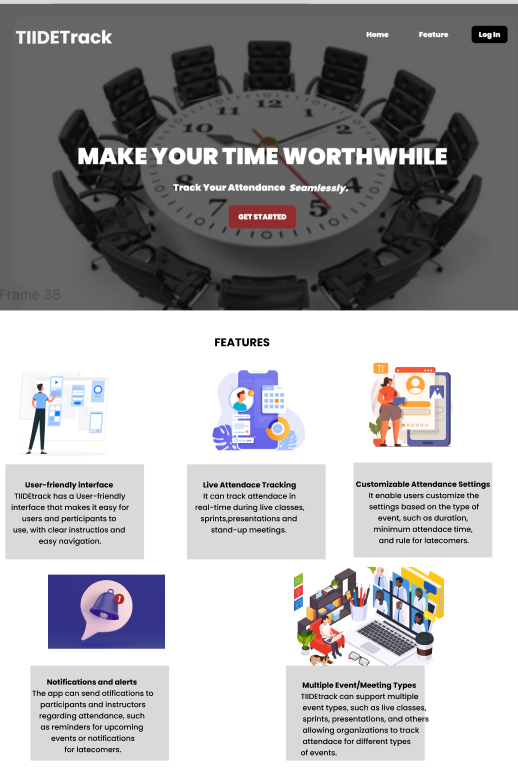 TIIDETrack
Home
Feature
Log In
12
11
10
1
2
5
MAKE YOUR TIME WORTHWHILE
Track Your Attendance Seamlessly.
GET STARTED
Frame 38
FEATURES
User-friendly interface
TIIDEtrack has a User-friendly
interface that makes it easy for
users and perticipants to
use, with clear instructios and
easy navigation.
Live Attendace Tracking
It can track attendace in
real-time during live classes,
sprints,presentations and
stand-up meetings.
Customizable Attendance Settings
It enable users customize the
settings based on the type of
event, such as duration,
minimum attendace time,
and rule for latecomers.
Notifications and alerts
The app can send otifications to
participants and instructors
regarding attendance, such
as reminders for upcoming
events or notifications
for latecomers.
Multiple Event/Meeting Types
TIIDEtrack can support multiple
event types, such as live classes,
sprints, presentations, and others
allowing organizations to track
attendace for different types
of events.